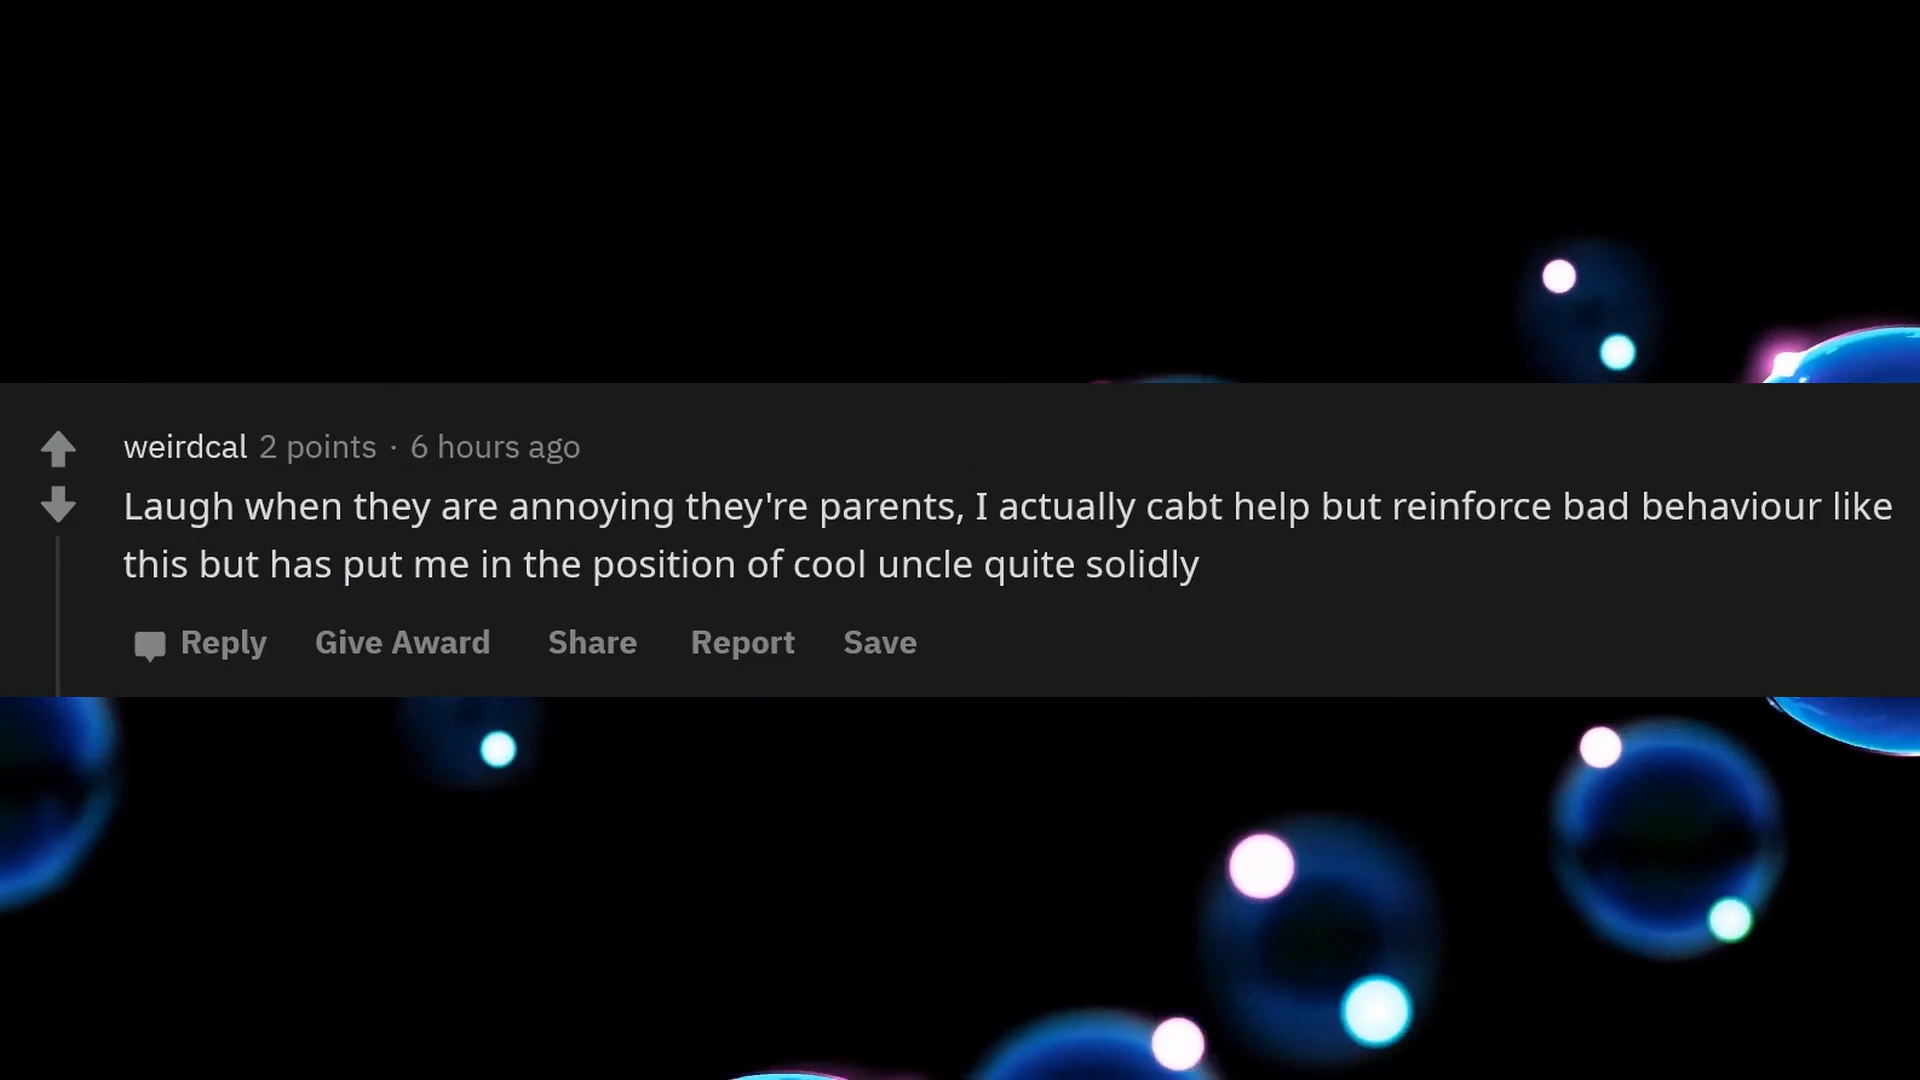 weirdcal 2 points · 6 hours ago
Laugh when they are annoying they're parents, I actually cabt help but reinforce bad behaviour like
this but has put me in the position of cool uncle quite solidly
Reply Give Award Share Report Save